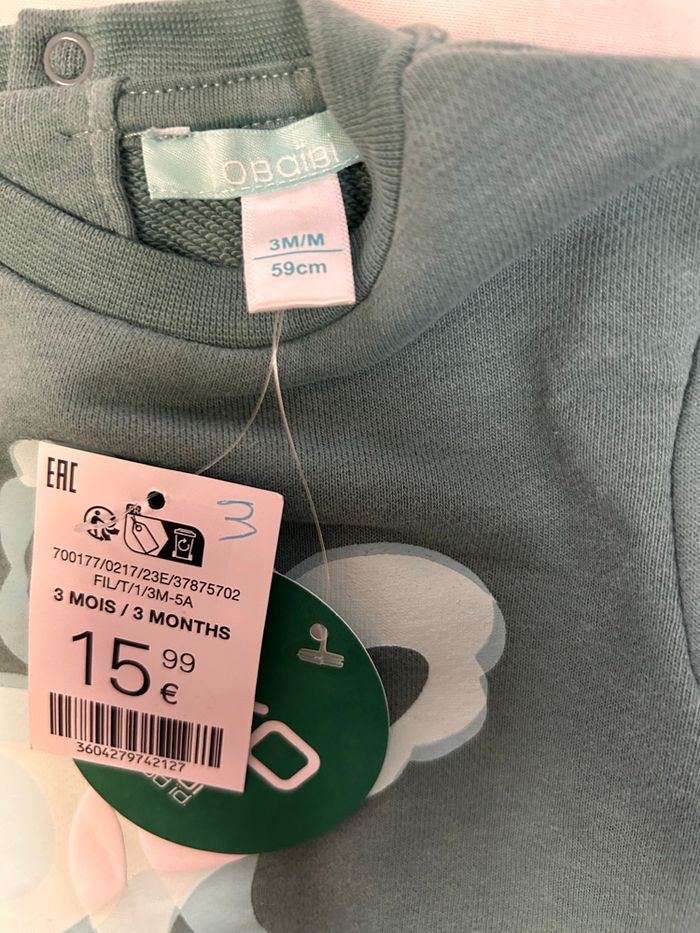 OBAÏBI
3M/M
59cm
EAC
3
700177/0217/23E/37875702
FIL/T/1/3M-5A
3 MOIS / 3 MONTHS
15 99 €
3604279742127